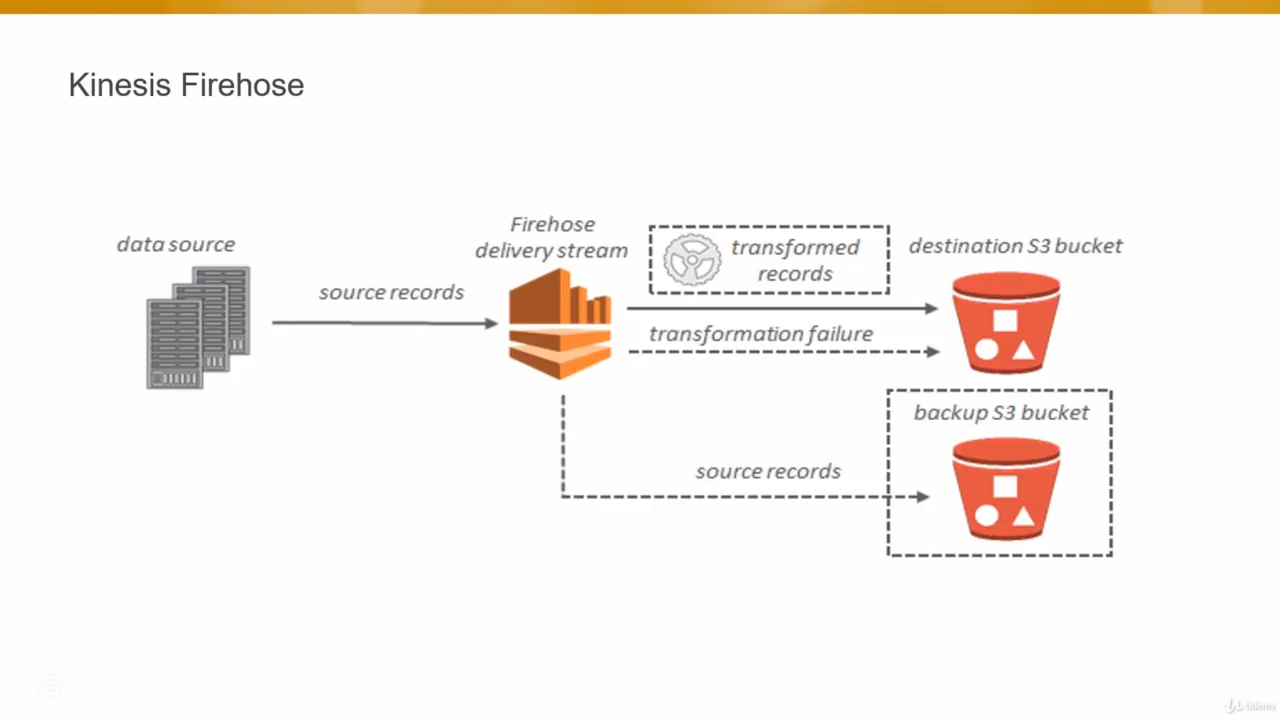 Kinesis Firehose
data source
source records
Firehose
delivery stream
transformed
records
destination S3 bucket
transformation failure
backup S3 bucket
source records
Udemy